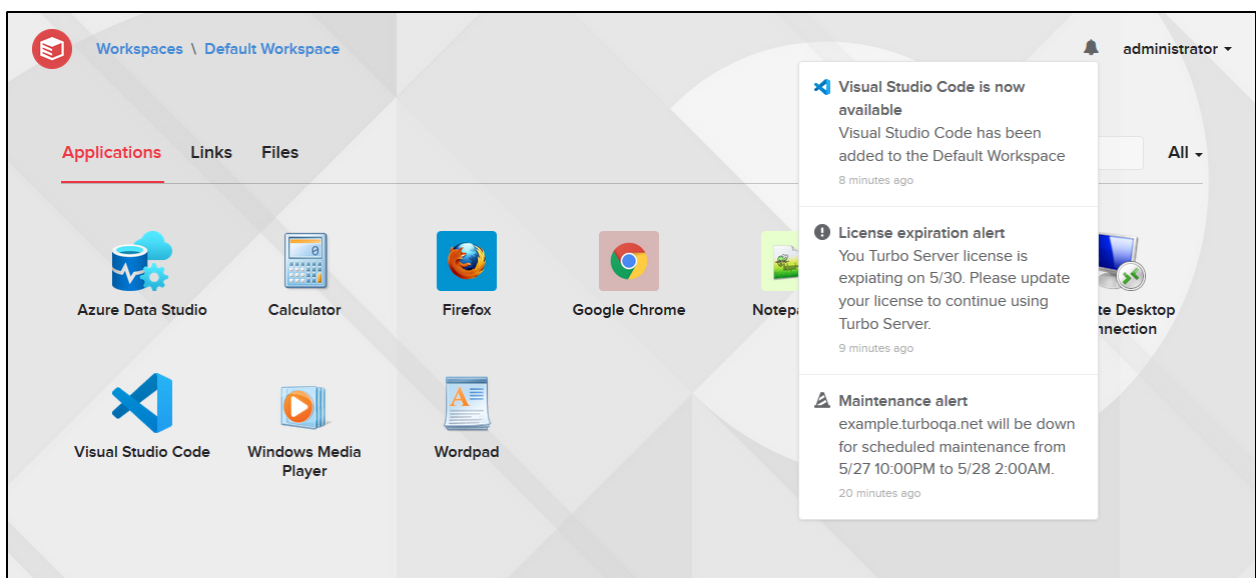 Workspaces \ Default Workspace
administrator
Applications Links Files
All
Visual Studio Code is now
available
Visual Studio Code has been
added to the Default Workspace
8 minutes ago
License expiration alert
You Turbo Server license is
expiating on 5/30. Please update
your license to continue using
Turbo Server.
9 minutes ago
Maintenance alert
example.turboqa.net will be down
for scheduled maintenance from
5/27 10:00PM to 5/28 2:00AM.
20 minutes ago
Azure Data Studio
Calculator
Firefox
Google Chrome
Desktop
Visual Studio Code
Windows Media
Player
Wordpad